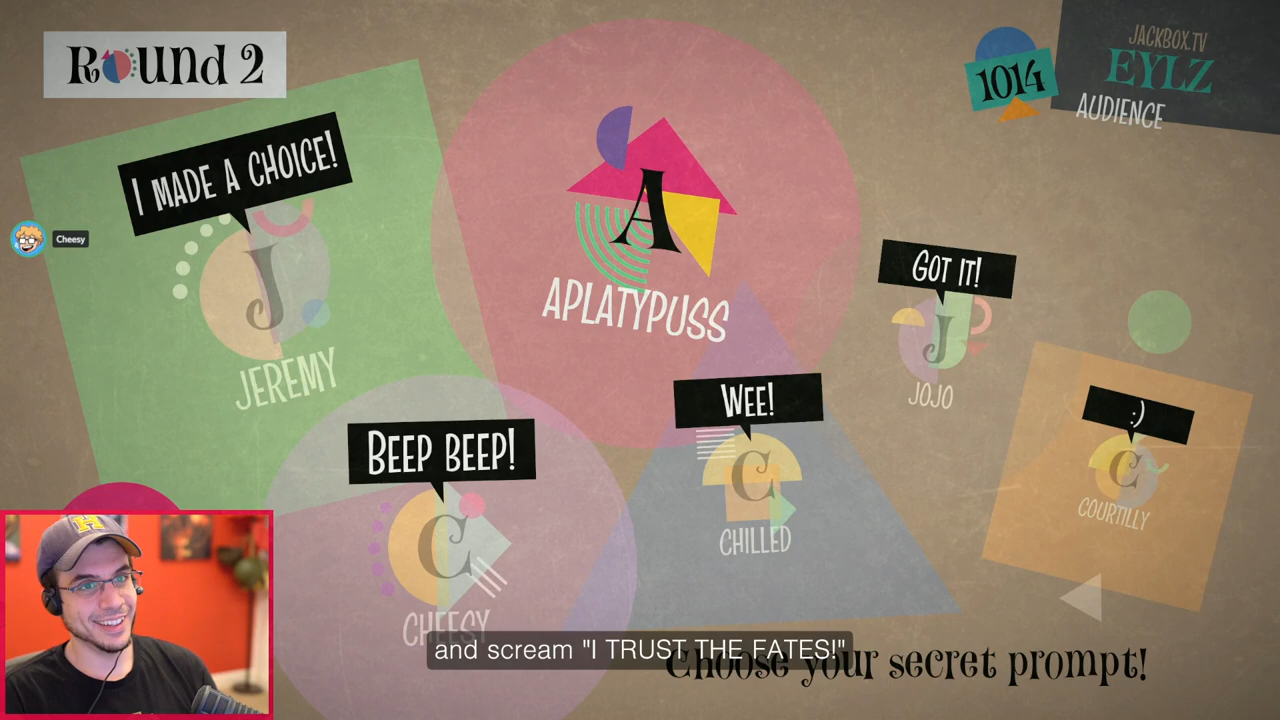 Round 2
JACKBOX.TV
EYLZ
1014
AUDIENCE
I MADE A CHOICE!
J
JEREMY
Cheesy
A
APLATYPUSS
GOT IT!
J
JOJO
BEEP BEEP!
C
CHEESY
WEE!
C
CHILLED
:)
C
COURTILLY
H
and scream "I TRUST THE FATES!"
Choose your secret prompt!